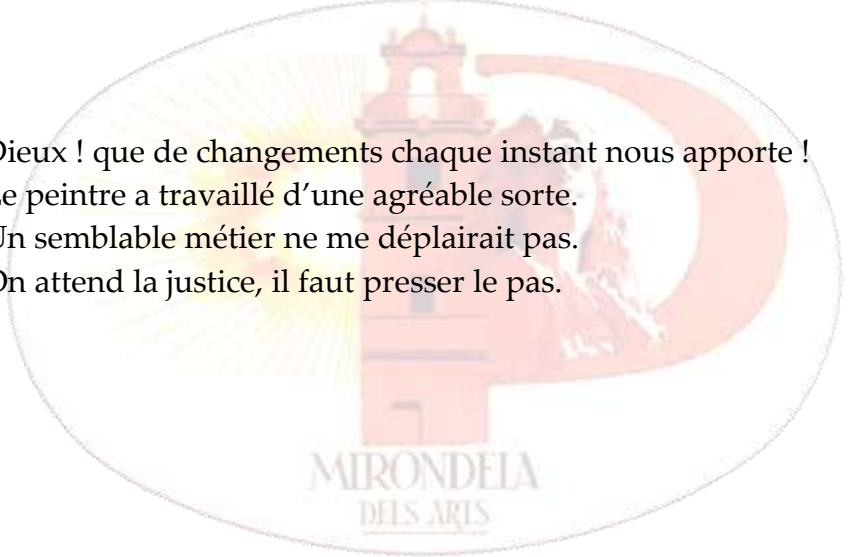 Dieux ! que de changements chaque instant nous apporte !
Le peintre a travaillé d’une agréable sorte.
Un semblable métier ne me déplairait pas.
On attend la justice, il faut presser le pas.
MIRONDELA
DELS ARTS